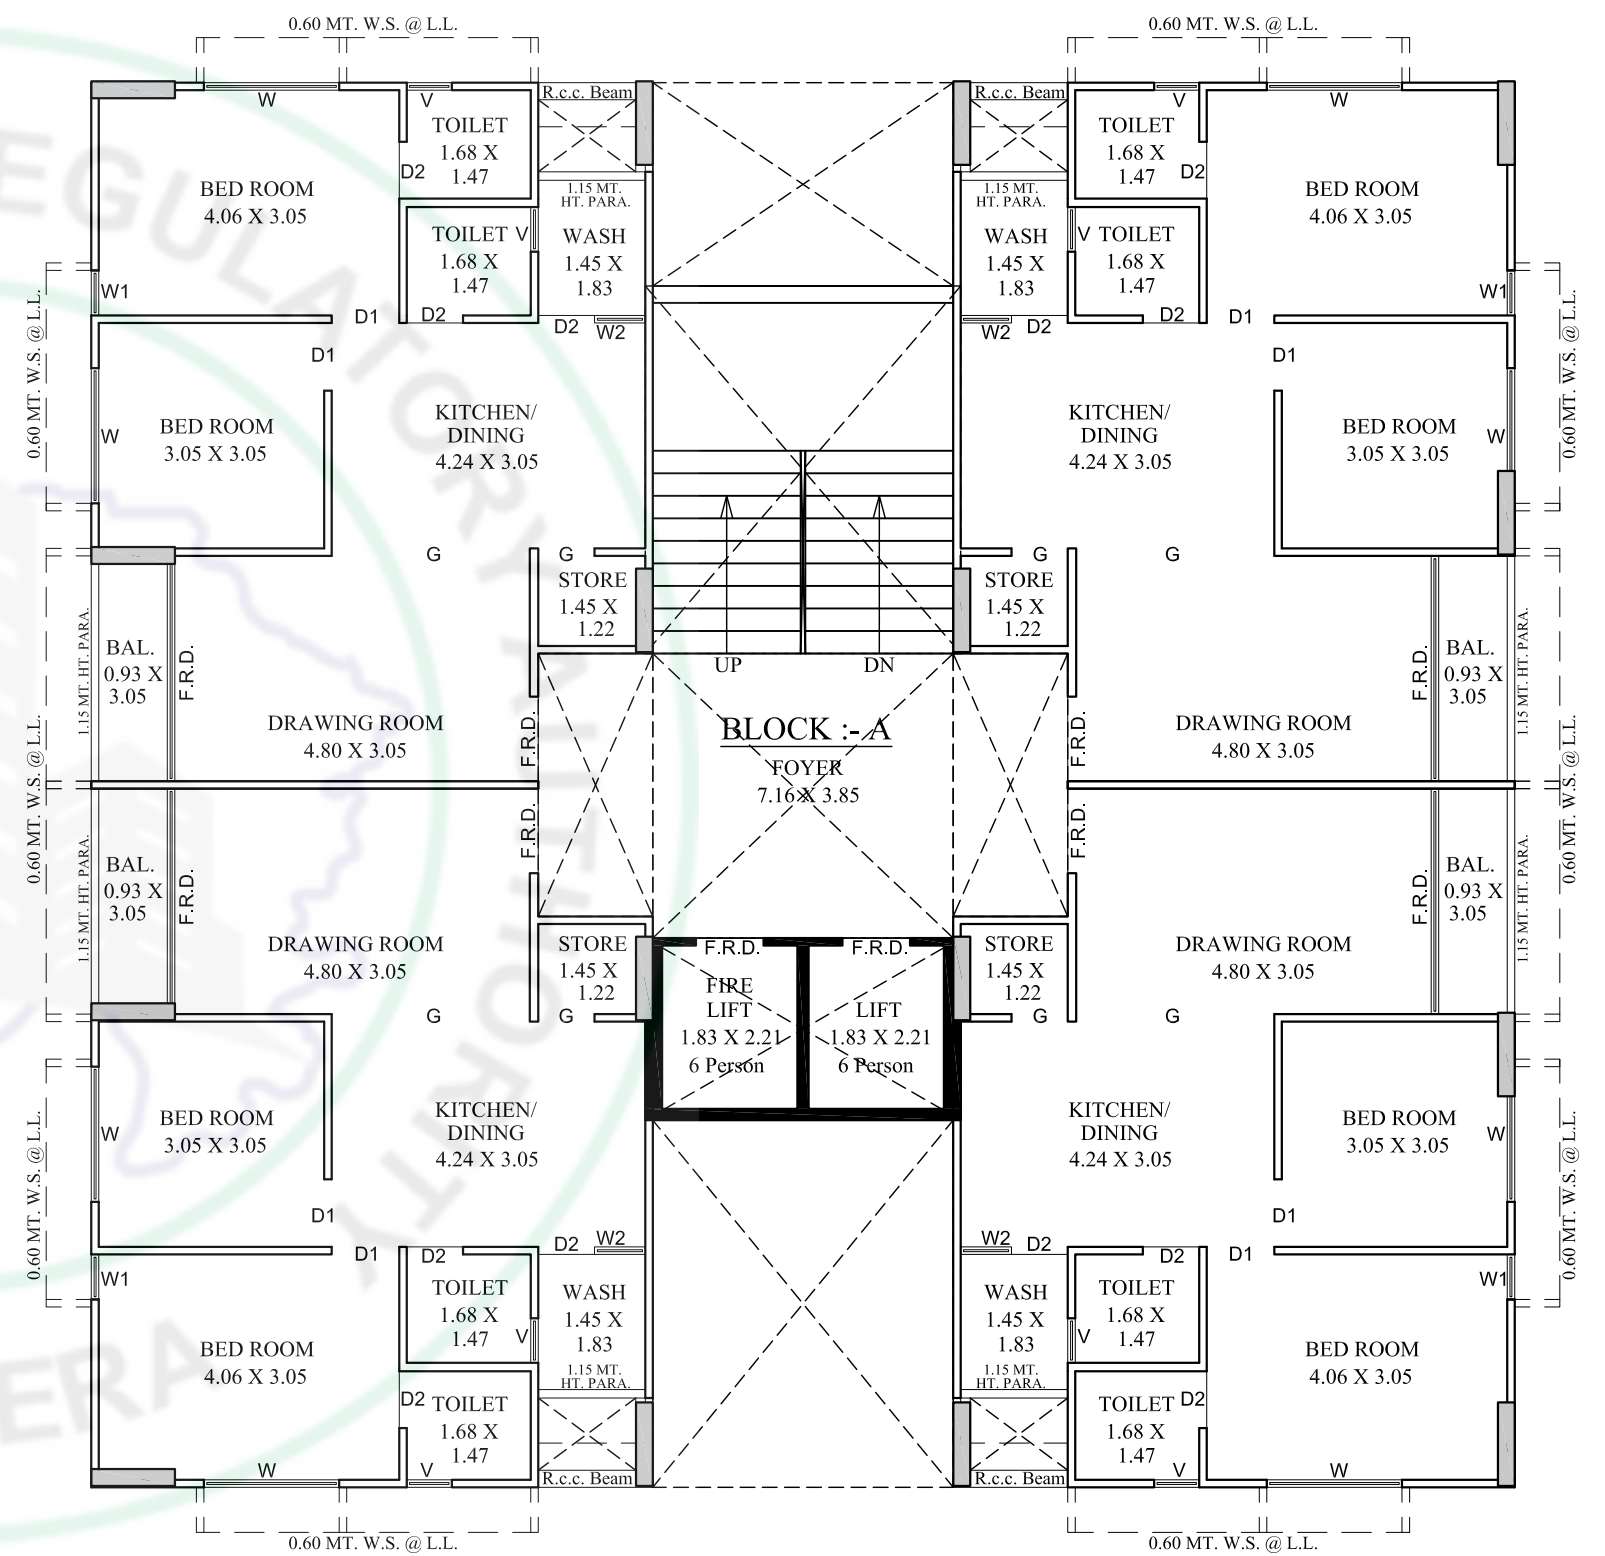 0.60 MT. W.S. @ L.L.
0.60 MT. W.S. @ L.L.
R.c.c. Beam
R.c.c. Beam
W
V
V
W
TOILET
1.68 X
1.47
TOILET
1.68 X
1.47
D2
D2
BED ROOM
4.06 X 3.05
BED ROOM
4.06 X 3.05
1.15 MT.
HT. PARA.
1.15 MT.
HT. PARA.
TOILET
1.68 X
1.47
V
WASH
1.45 X
1.83
WASH
1.45 X
1.83
V
TOILET
1.68 X
1.47
W1
W1
D1
D2
D2
W2
W2
D2
D2
D1
D1
D1
0.60 MT. W.S. @ L.L.
0.60 MT. W.S. @ L.L.
W
BED ROOM
3.05 X 3.05
KITCHEN/
DINING
4.24 X 3.05
KITCHEN/
DINING
4.24 X 3.05
BED ROOM
3.05 X 3.05
W
G
G
G
G
STORE
1.45 X
1.22
STORE
1.45 X
1.22
UP
DN
1.15 MT. HT. PARA.
BAL.
0.93 X
3.05
F.R.D.
DRAWING ROOM
4.80 X 3.05
F.R.D.
BLOCK :- A
FOYER
7.16 X 3.85
F.R.D.
DRAWING ROOM
4.80 X 3.05
F.R.D.
BAL.
0.93 X
3.05
1.15 MT. HT. PARA.
0.60 MT. W.S. @ L.L.
0.60 MT. W.S. @ L.L.
1.15 MT. HT. PARA.
BAL.
0.93 X
3.05
F.R.D.
DRAWING ROOM
4.80 X 3.05
F.R.D.
F.R.D.
DRAWING ROOM
4.80 X 3.05
F.R.D.
BAL.
0.93 X
3.05
1.15 MT. HT. PARA.
STORE
1.45 X
1.22
F.R.D.
F.R.D.
STORE
1.45 X
1.22
FIRE
LIFT
1.83 X 2.21
6 Person
LIFT
1.83 X 2.21
6 Person
G
G
G
G
0.60 MT. W.S. @ L.L.
0.60 MT. W.S. @ L.L.
W
BED ROOM
3.05 X 3.05
KITCHEN/
DINING
4.24 X 3.05
KITCHEN/
DINING
4.24 X 3.05
BED ROOM
3.05 X 3.05
W
D1
D1
D1
D2
D2
W2
W2
D2
D2
D1
W1
W1
TOILET
1.68 X
1.47
V
WASH
1.45 X
1.83
WASH
1.45 X
1.83
V
TOILET
1.68 X
1.47
BED ROOM
4.06 X 3.05
BED ROOM
4.06 X 3.05
1.15 MT.
HT. PARA.
1.15 MT.
HT. PARA.
D2
D2
TOILET
1.68 X
1.47
TOILET
1.68 X
1.47
W
V
V
W
R.c.c. Beam
R.c.c. Beam
0.60 MT. W.S. @ L.L.
0.60 MT. W.S. @ L.L.
EGULATORY AUTHORITY
ERA